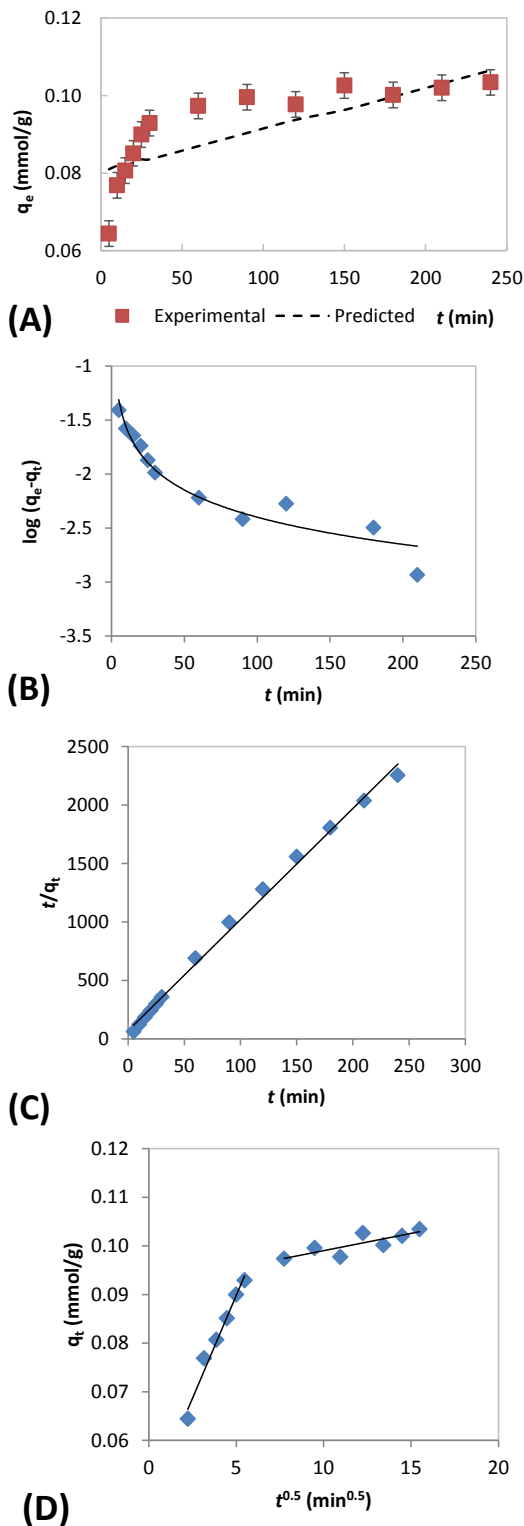 0.12
0.10
0.08
0.06
qe (mmol/g)
0 50 100 150 200 250
(A) Experimental Predicted t (min)
-1
-1.5
-2
-2.5
-3
-3.5
log (qe-qt)
0 50 100 150 200 250
t (min)
(B)
2500
2000
1500
1000
500
0
t/qt
0 50 100 150 200 250 300
t (min)
(C)
0.12
0.11
0.10
0.09
0.08
0.07
0.06
qt (mmol/g)
0 5 10 15 20
t^0.5 (min^0.5)
(D)